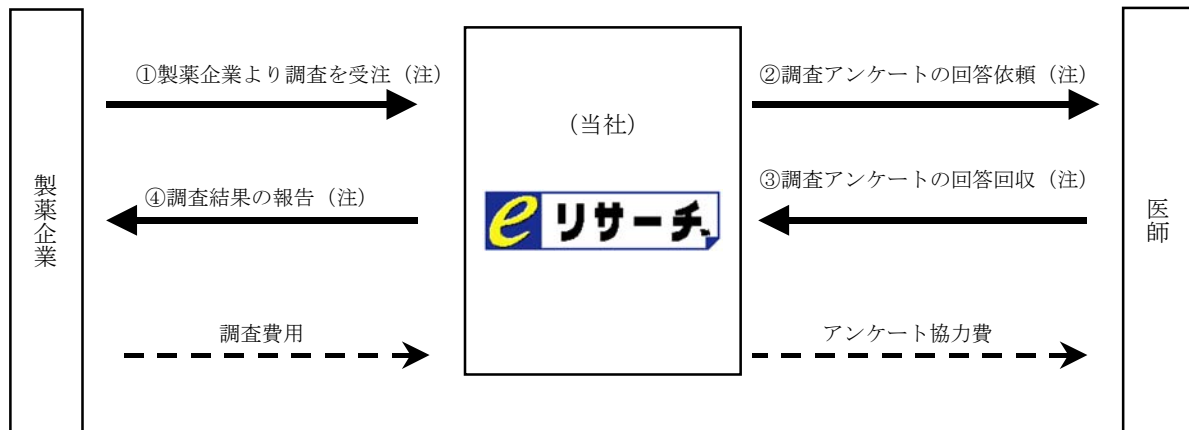 製薬企業
①製薬企業より調査を受注（注）
④調査結果の報告（注）
調査費用
（当社）
eリサーチ
②調査アンケートの回答依頼（注）
③調査アンケートの回答回収（注）
アンケート協力費
医師